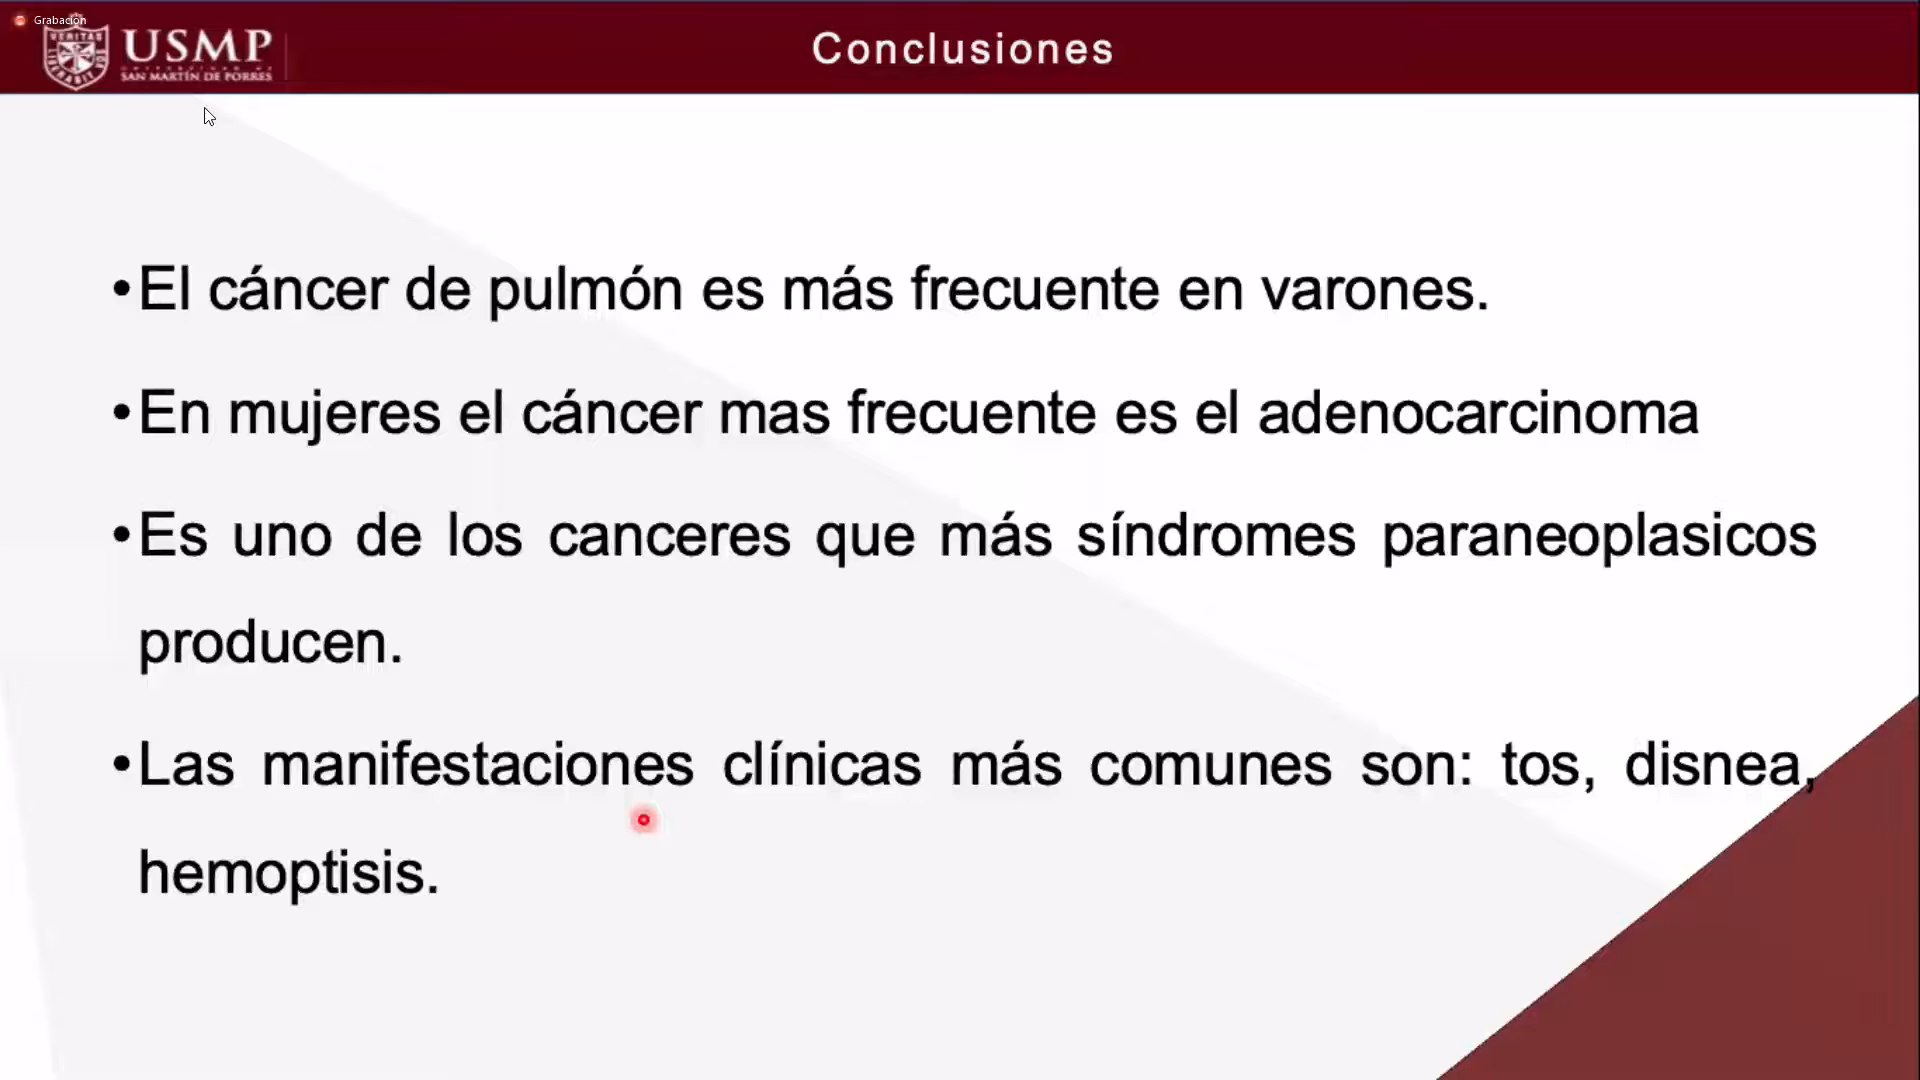 Grabación
USMP
SAN MARTÍN DE PORRES
Conclusiones
•El cáncer de pulmón es más frecuente en varones.
•En mujeres el cáncer mas frecuente es el adenocarcinoma
•Es uno de los canceres que más síndromes paraneoplasicos
producen.
•Las manifestaciones clínicas más comunes son: tos, disnea,
hemoptisis.